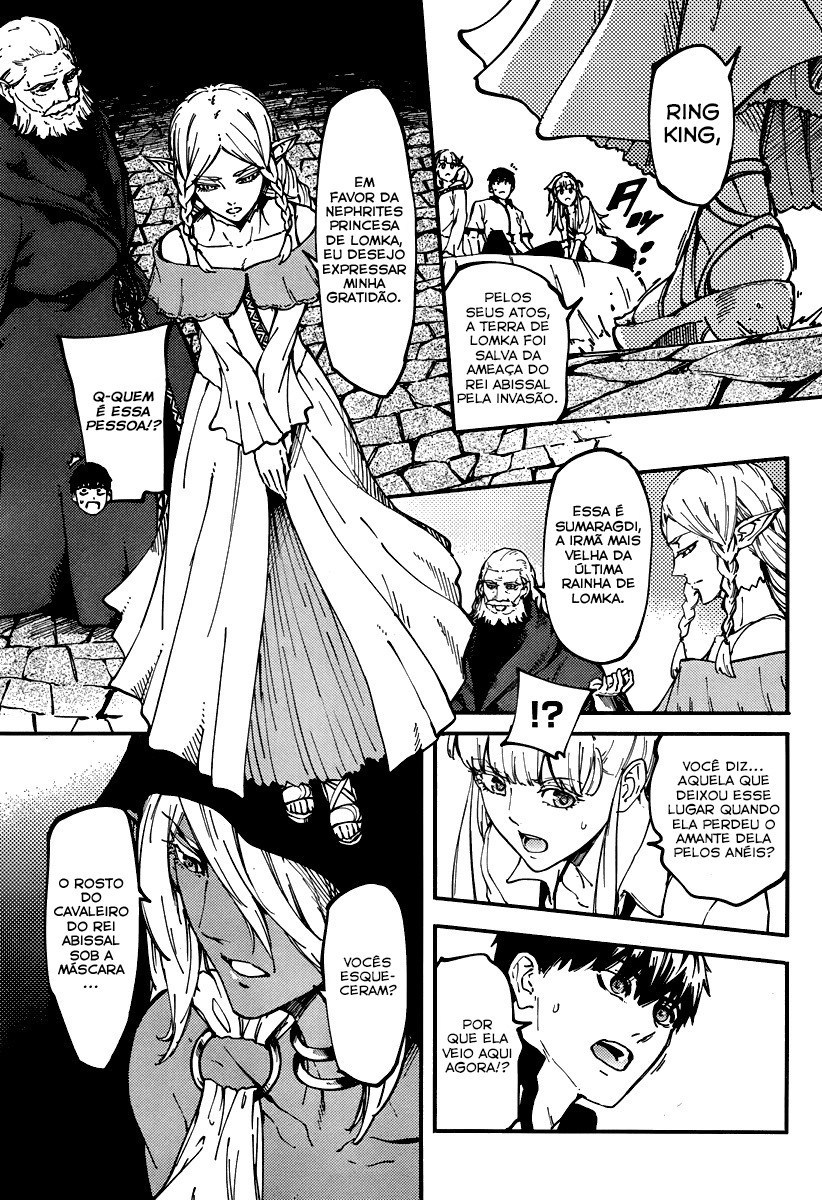 RING
KING,
PELOS
SEUS ATOS,
A TERRA DE
LOMKA FOI
SALVA DA
AMEAÇA DO
REI ABISSAL
PELA INVASÃO.
EM
FAVOR DA
NEPHRITES
PRINCESA
DE LOMKA,
EU DESEJO
EXPRESSAR
MINHA
GRATIDÃO.
Q-QUEM
É ESSA
PESSOA!?
ESSA É
SUMARAGDI,
A IRMÃ MAIS
VELHA DA
ÚLTIMA
RAINHA DE
LOMKA.
!?
VOCÊ DIZ...
AQUELA QUE
DEIXOU ESSE
LUGAR QUANDO
ELA PERDEU O
AMANTE DELA
PELOS ANÉIS?
POR
QUE ELA
VEIO AQUI
AGORA!?
VOCÊS
ESQUE-
CERAM?
O ROSTO
DO
CAVALEIRO
DO REI
ABISSAL
SOB A
MÁSCARA
...